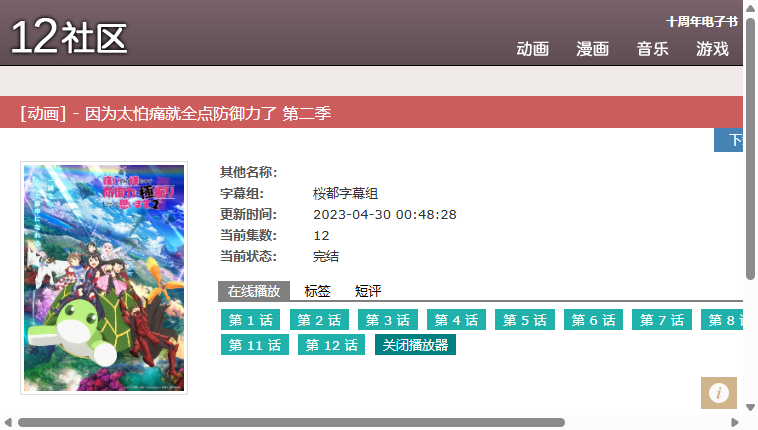 12社区
十周年电子书
动画 漫画 音乐 游戏
[动画] - 因为太怕痛就全点防御力了 第二季
其他名称:
字幕组: 桜都字幕组
更新时间: 2023-04-30 00:48:28
当前集数: 12
当前状态: 完结
在线播放 标签 短评
第 1 话 第 2 话 第 3 话 第 4 话 第 5 话 第 6 话 第 7 话 第 8
第 11 话 第 12 话 关闭播放器